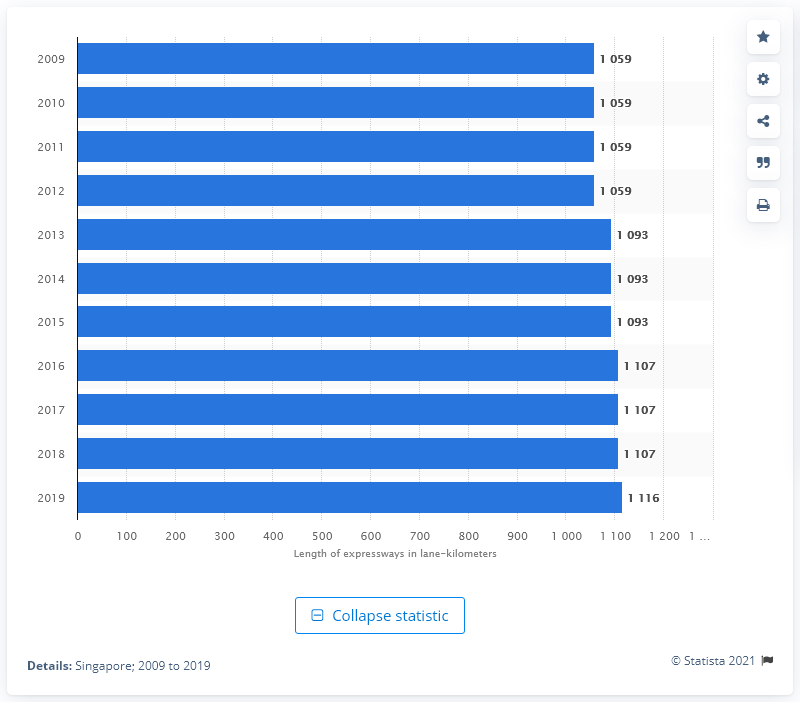 2009 1 059
2010 1 059
2011 1 059
2012 1 059
2013 1 093
2014 1 093
2015 1 093
2016 1 107
2017 1 107
2018 1 107
2019 1 116
0 100 200 300 400 500 600 700 800 900 1 000 1 100 1 200 1 ...
Length of expressways in lane-kilometers
Collapse statistic
Details: Singapore; 2009 to 2019
© Statista 2021